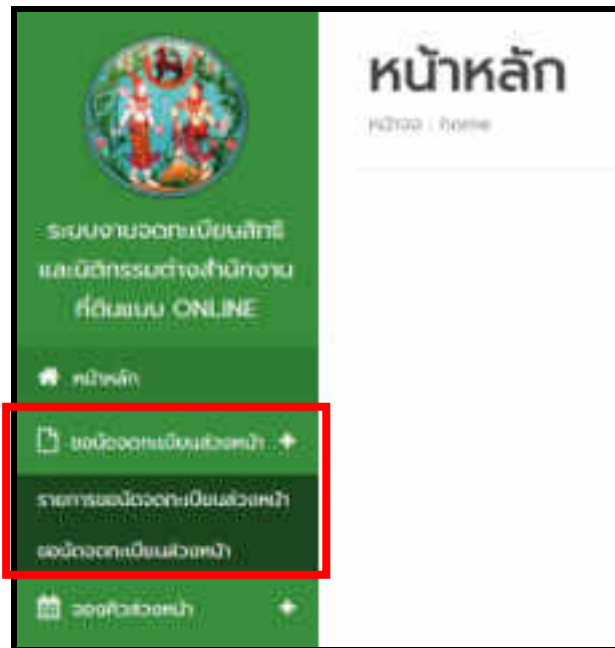 ระบบงานจดทะเบียนสิทธิ
และนิติกรรมต่างสำนักงาน
ที่ดินแบบ ONLINE
หน้าหลัก
ขอนัดจดทะเบียนล่วงหน้า +
รายการขอนัดจดทะเบียนล่วงหน้า
ขอนัดจดทะเบียนล่วงหน้า
จองคิวล่วงหน้า +
หน้าหลัก
หน้าจอ : home